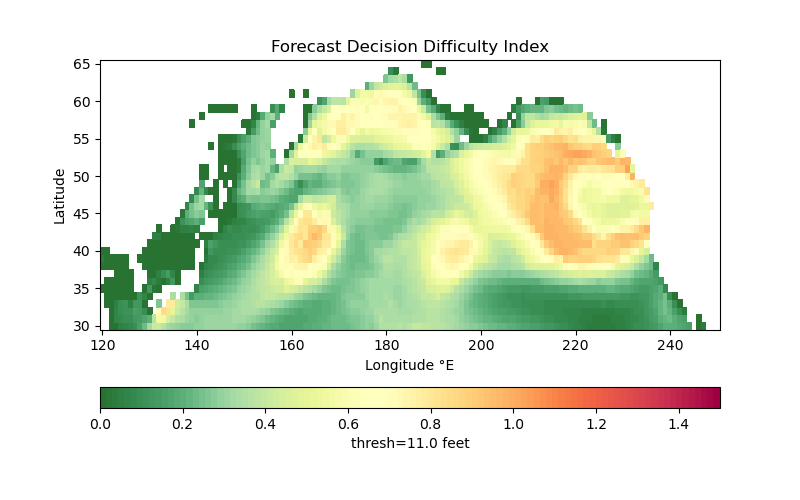 Forecast Decision Difficulty Index
65
60
55
50
45
40
35
30
Latitude
120 140 160 180 200 220 240
Longitude °E
0.0 0.2 0.4 0.6 0.8 1.0 1.2 1.4
thresh=11.0 feet